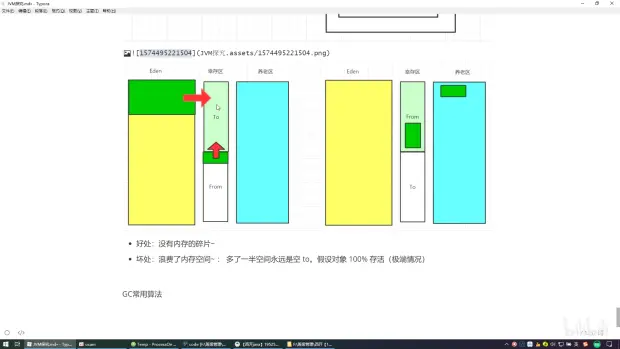 JVM探究.md - Typora
文件(F) 编辑(E) 段落(P) 格式(O) 视图(V) 主题(T) 帮助(H)
![1574495221504](JVM探究.assets/1574495221504.png)
Eden 幸存区 养老区 Eden 幸存区 养老区
To From
From To
好处：没有内存的碎片~
坏处：浪费了内存空间~ ：多了一半空间永远是空 to。假设对象 100% 存活（极端情况）
GC常用算法